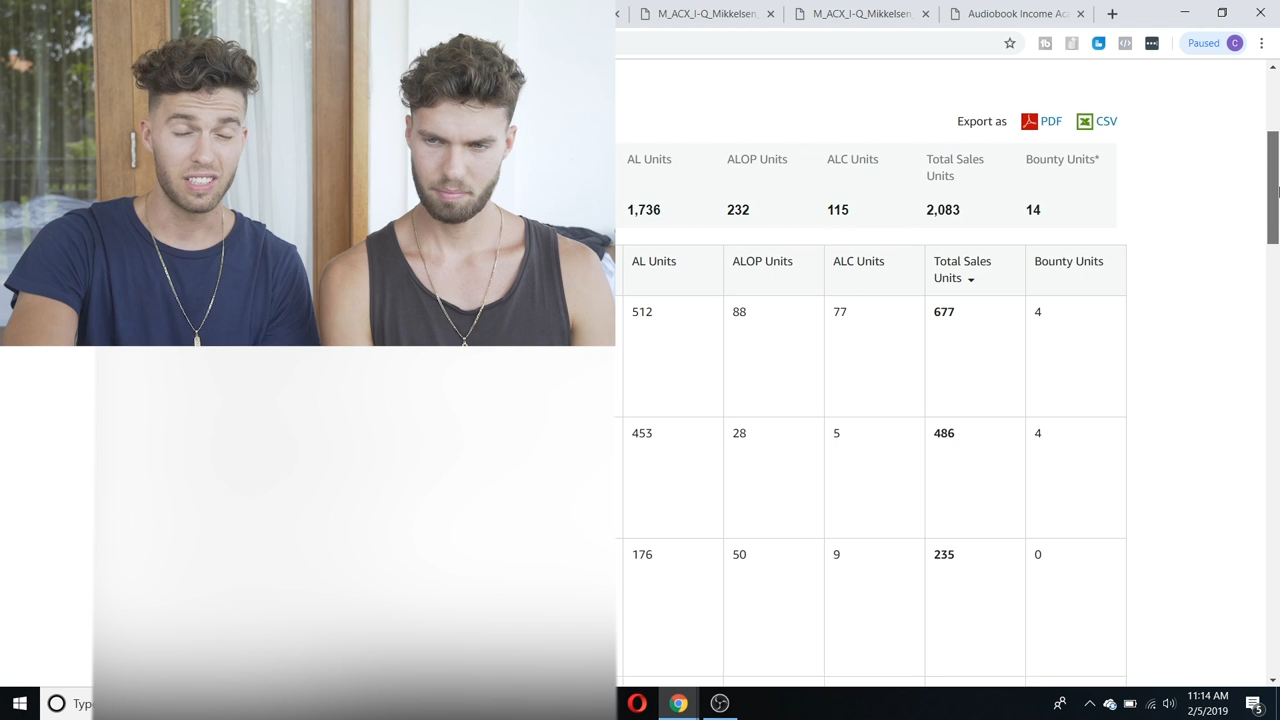 M_ACX_I-Q_Mikkelsen
M_ACX_I-Q_Mikkelsen
Audiobook Income Ac
Paused C
Export as PDF CSV
AL Units ALOP Units ALC Units Total Sales Units Bounty Units*
1,736 232 115 2,083 14
AL Units ALOP Units ALC Units Total Sales Units Bounty Units
512 88 77 677 4
453 28 5 486 4
176 50 9 235 0
Type
11:14 AM
2/5/2019
5